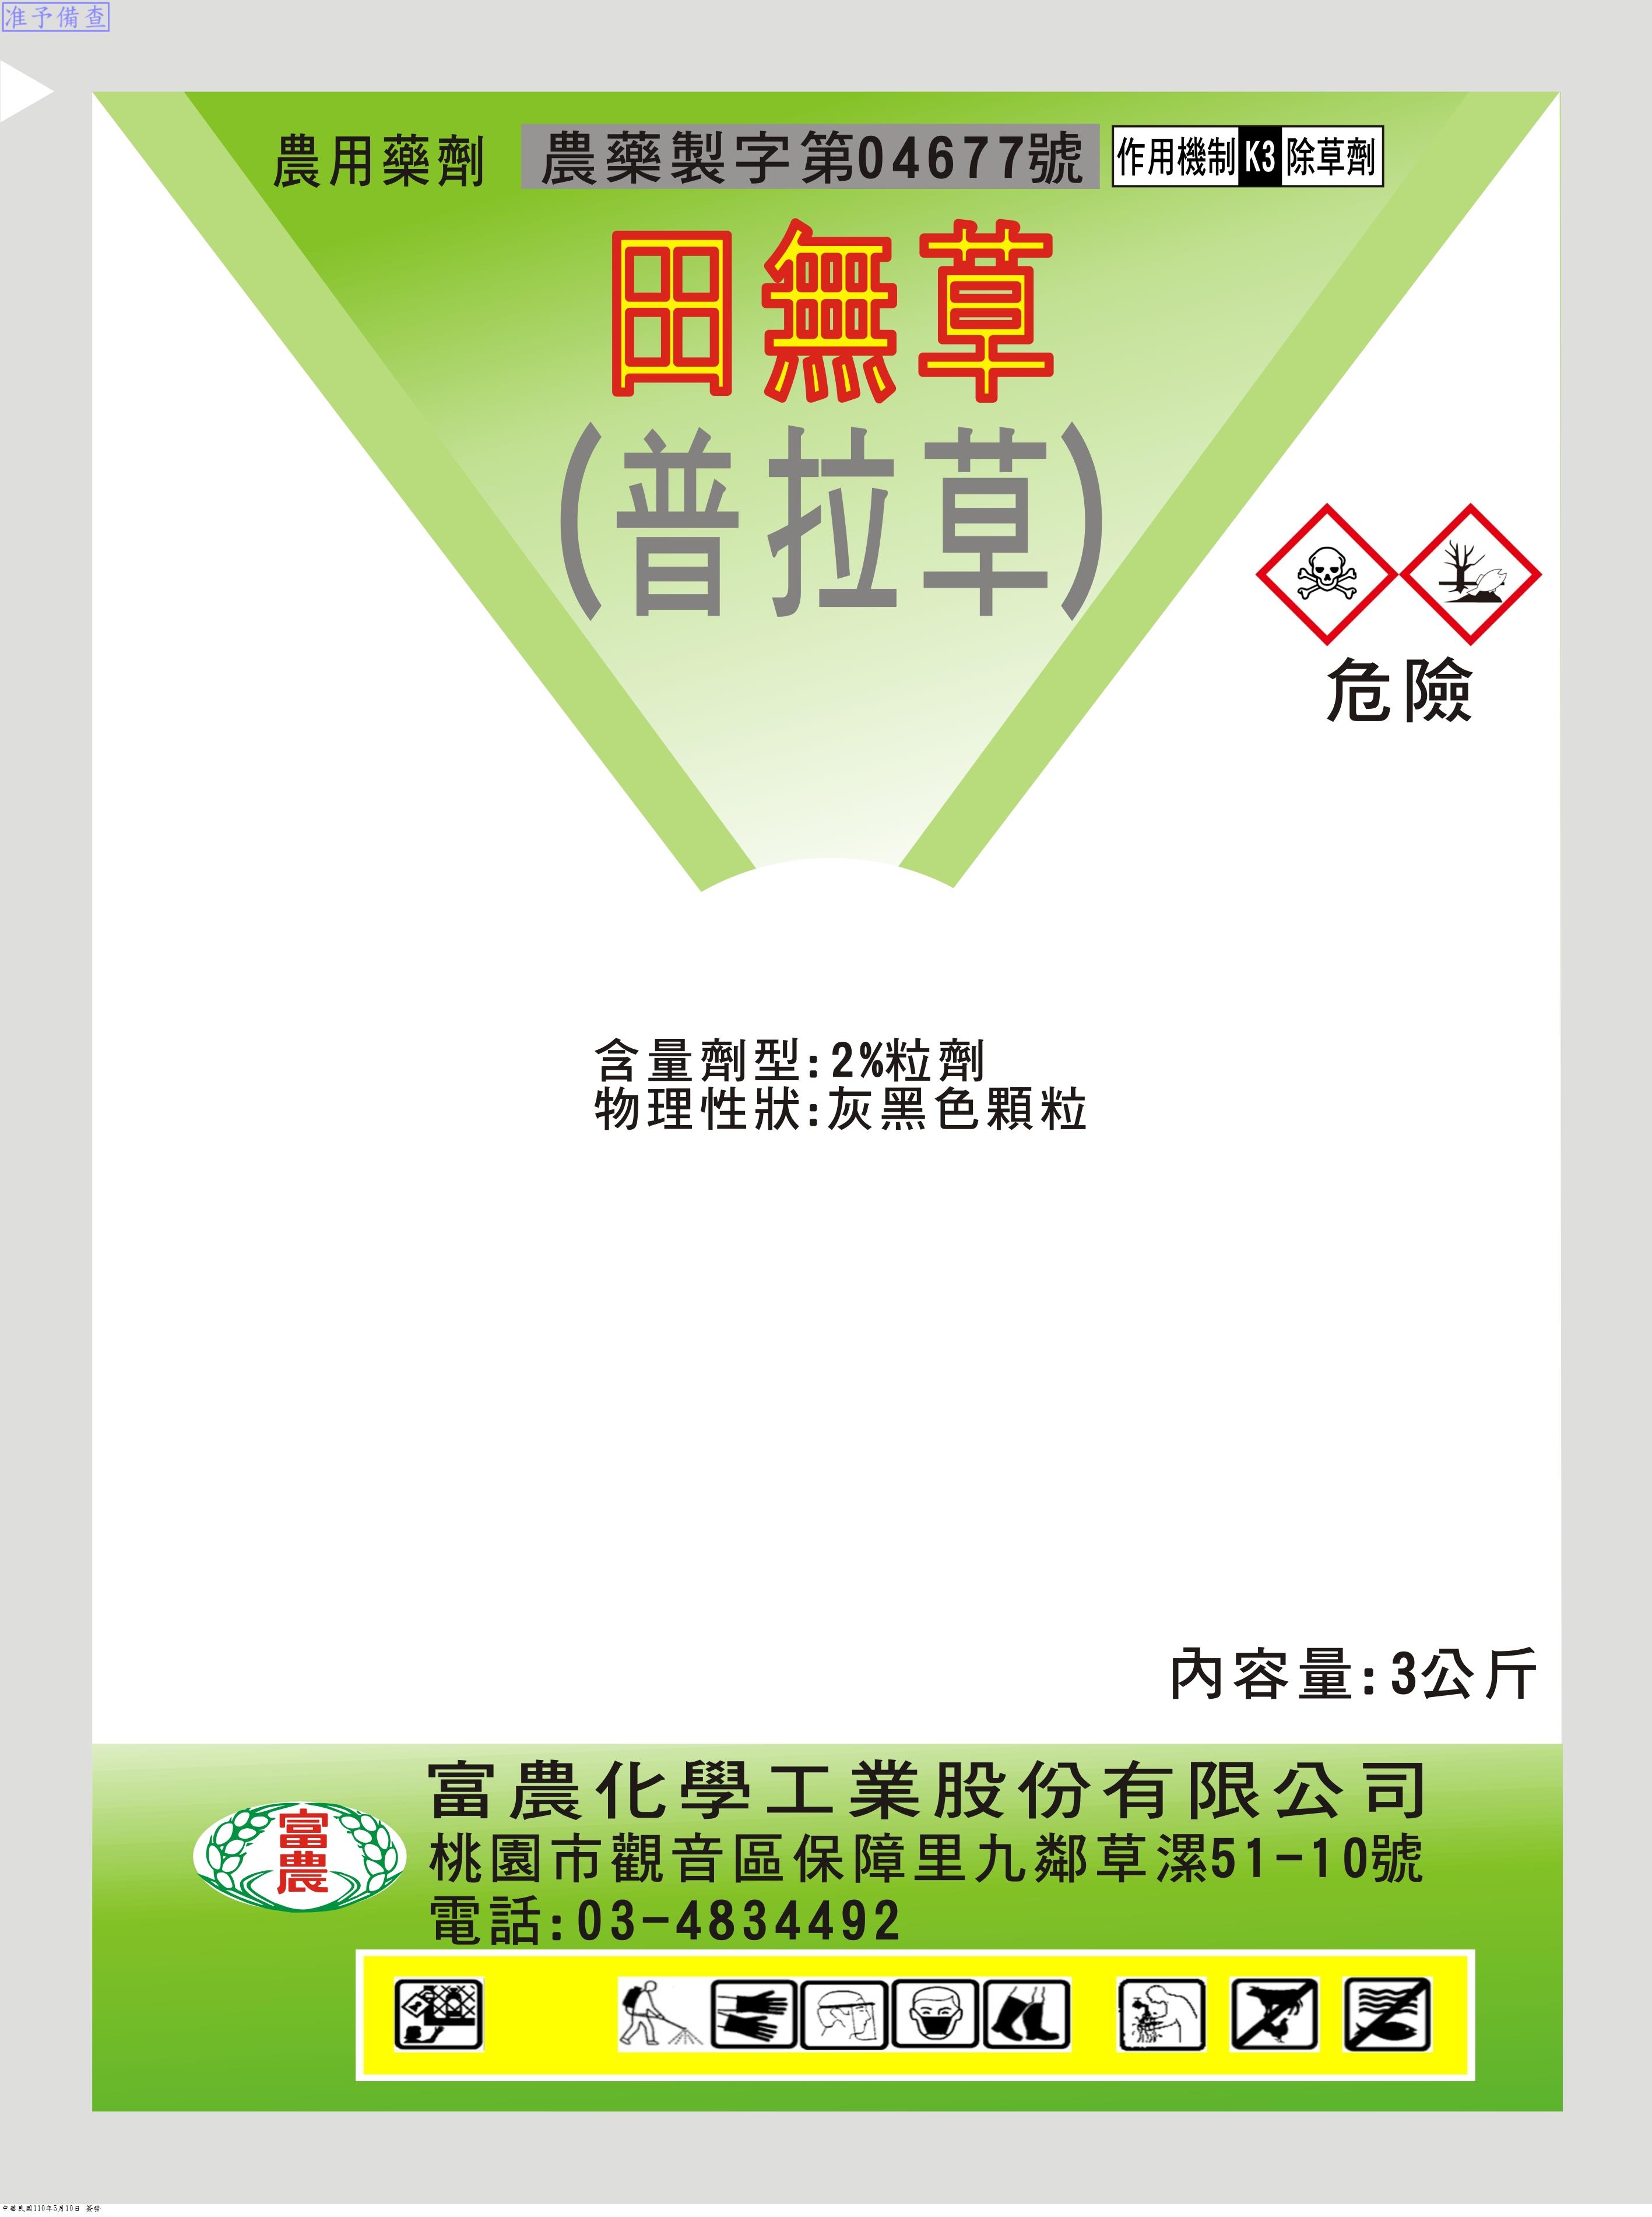 准予備查
農用藥劑 農藥製字第04677號 作用機制 K3 除草劑
田無草
(普拉草)
危險
含量劑型:2%粒劑
物理性狀:灰黑色顆粒
內容量:3公斤
富農化學工業股份有限公司
富農
桃園市觀音區保障里九鄰草漯51-10號
電話:03-4834492
中華民國110年5月10日 簽發